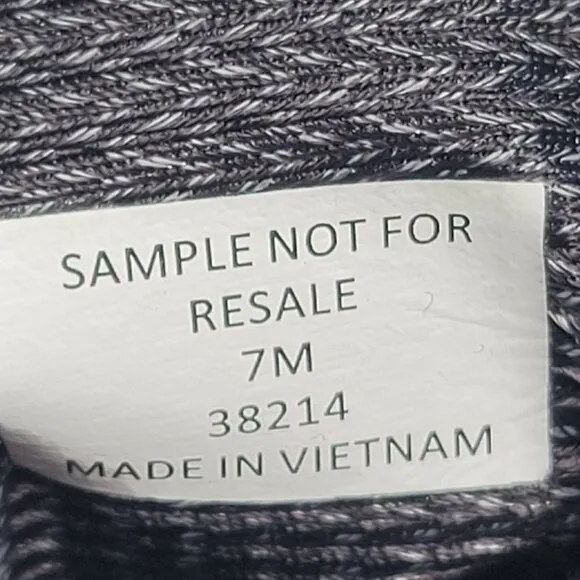 SAMPLE NOT FOR
RESALE
7M
38214
MADE IN VIETNAM